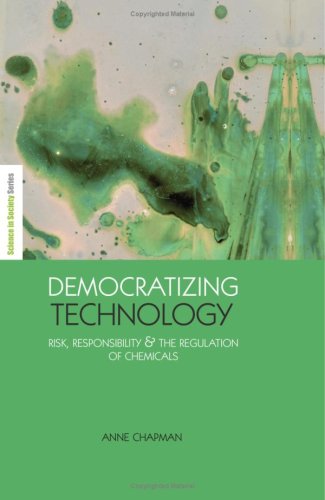 Science in Society Series
DEMOCRATIZING
TECHNOLOGY
RISK, RESPONSIBILITY & THE REGULATION
OF CHEMICALS
ANNE CHAPMAN